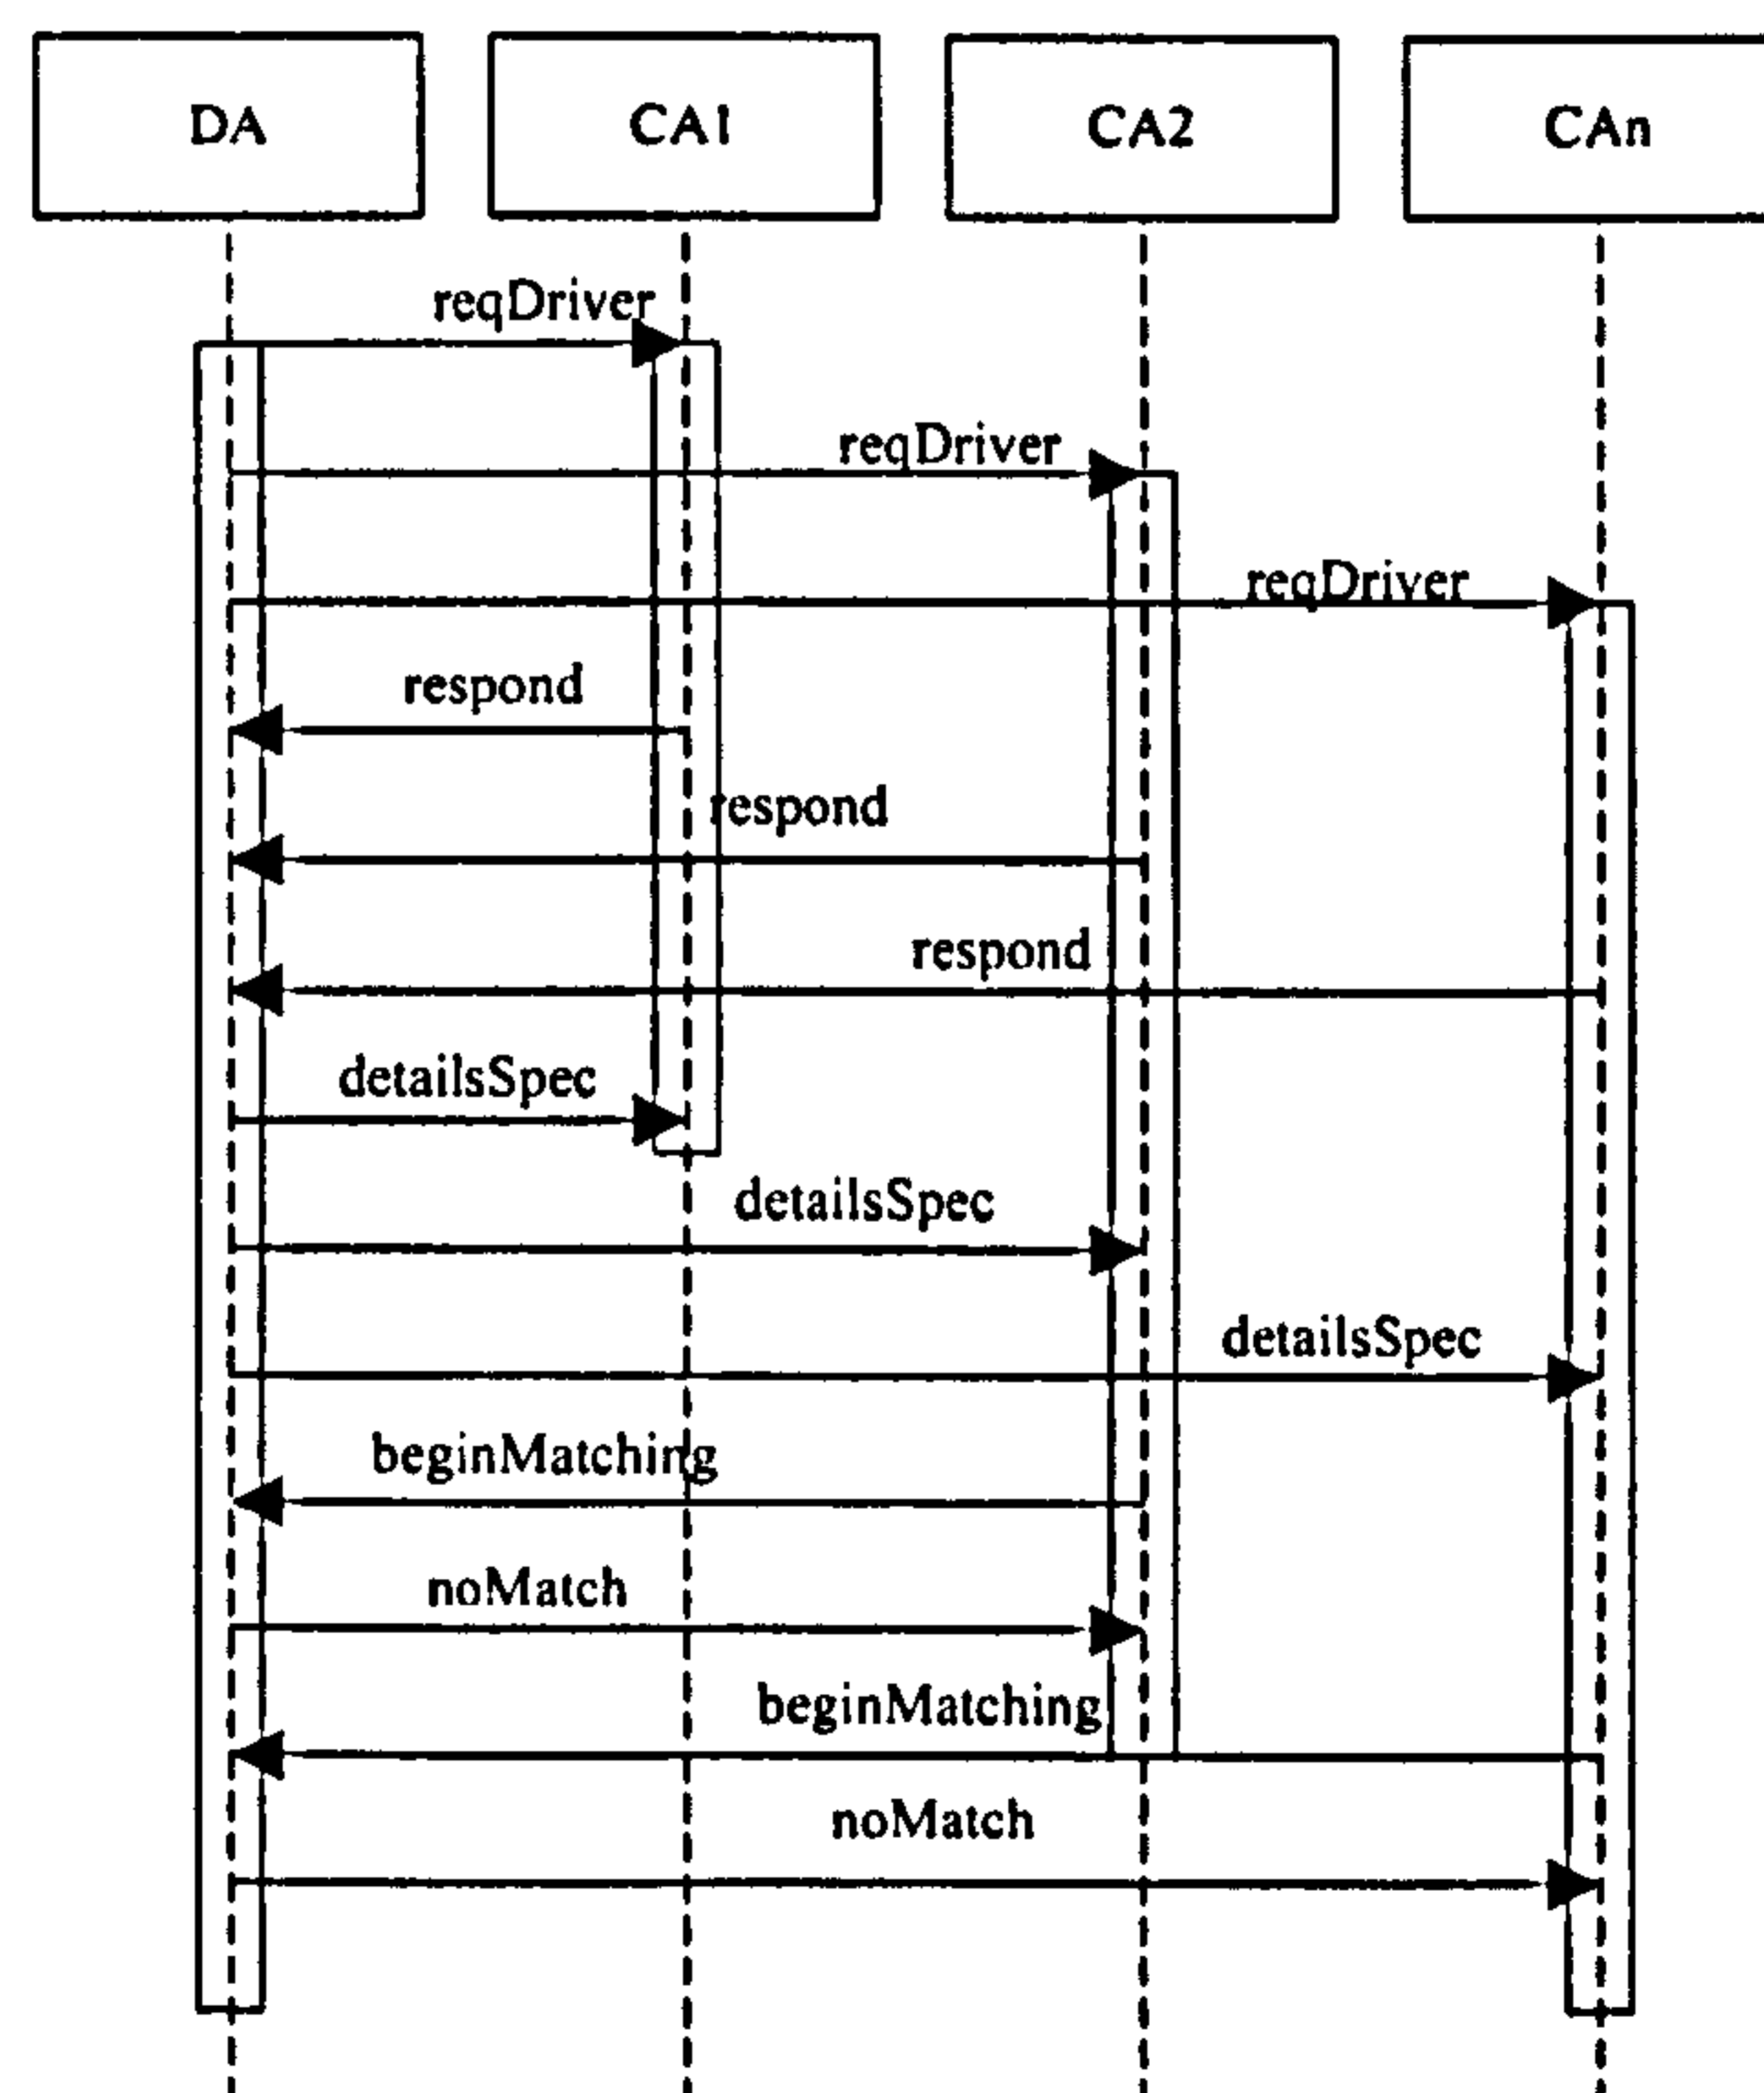 DA
CA1
CA2
CAn
reqDriver
reqDriver
reqDriver
respond
respond
respond
detailsSpec
detailsSpec
detailsSpec
beginMatching
noMatch
beginMatching
noMatch